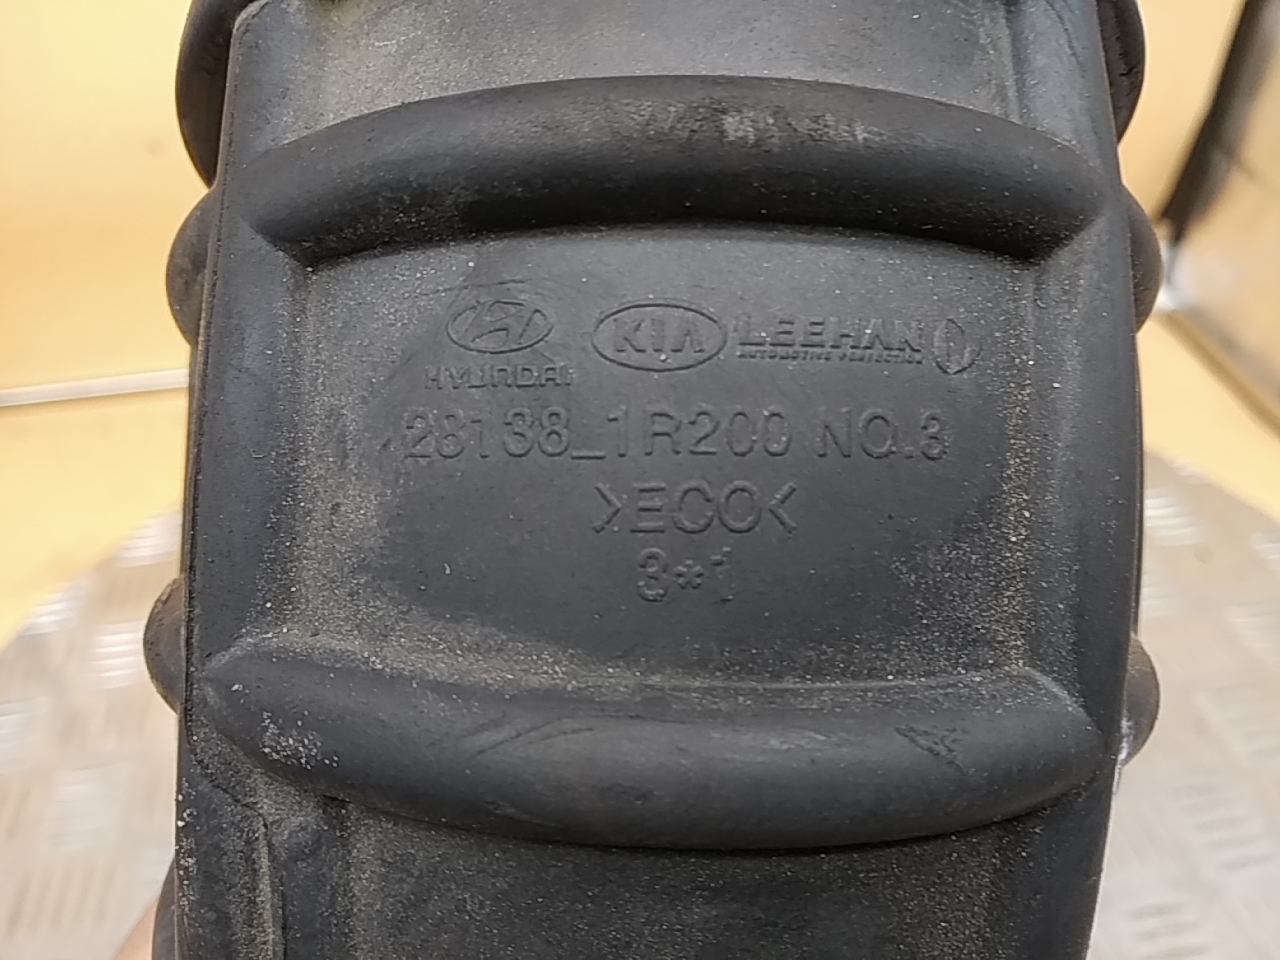 KIA LEEHAN
AUTOMOTIVE PERFECTION
HYUNDAI
28138_1R200 NO.3
>ECO<
3*1